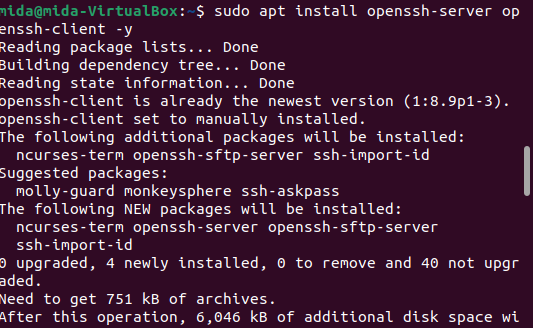 mida@mida-VirtualBox:~$ sudo apt install openssh-server op
enssh-client -y
Reading package lists... Done
Building dependency tree... Done
Reading state information... Done
openssh-client is already the newest version (1:8.9p1-3).
openssh-client set to manually installed.
The following additional packages will be installed:
  ncurses-term openssh-sftp-server ssh-import-id
Suggested packages:
  molly-guard monkeysphere ssh-askpass
The following NEW packages will be installed:
  ncurses-term openssh-server openssh-sftp-server
  ssh-import-id
0 upgraded, 4 newly installed, 0 to remove and 40 not upgr
aded.
Need to get 751 kB of archives.
After this operation, 6,046 kB of additional disk space wi